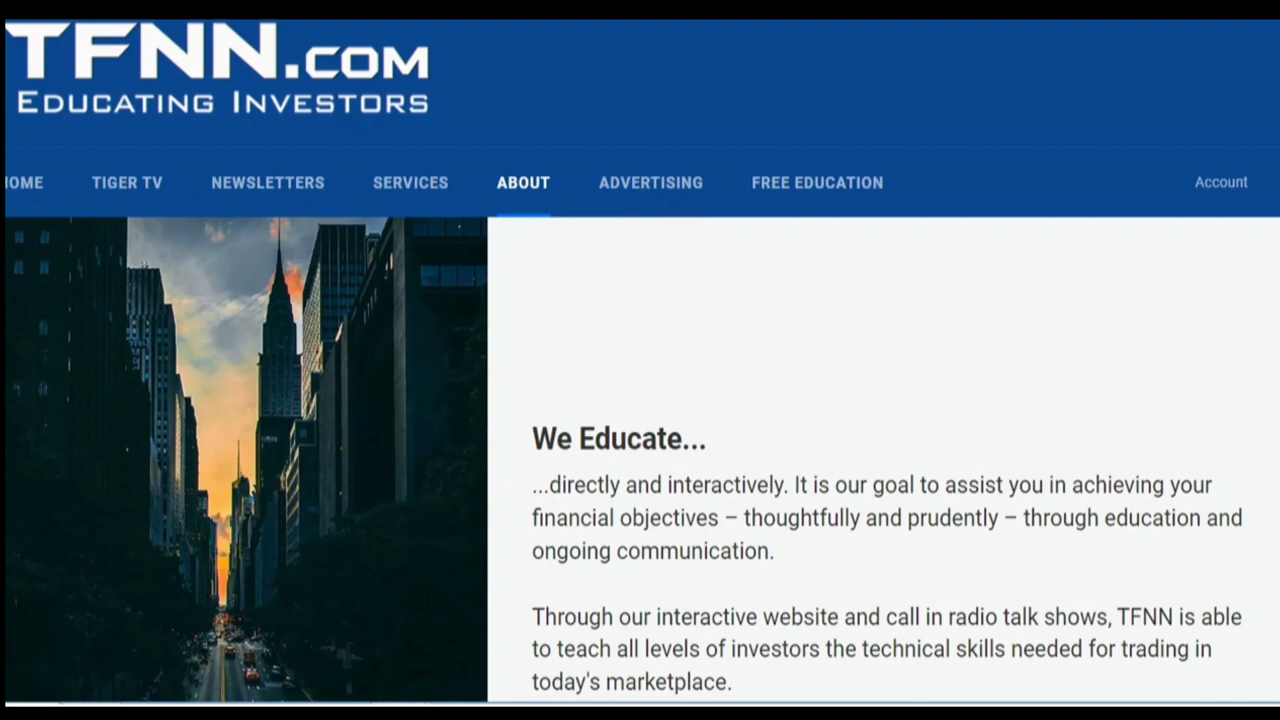 TFNN.COM
EDUCATING INVESTORS
HOME TIGER TV NEWSLETTERS SERVICES ABOUT ADVERTISING FREE EDUCATION Account
We Educate...
...directly and interactively. It is our goal to assist you in achieving your
financial objectives – thoughtfully and prudently – through education and
ongoing communication.
Through our interactive website and call in radio talk shows, TFNN is able
to teach all levels of investors the technical skills needed for trading in
today's marketplace.